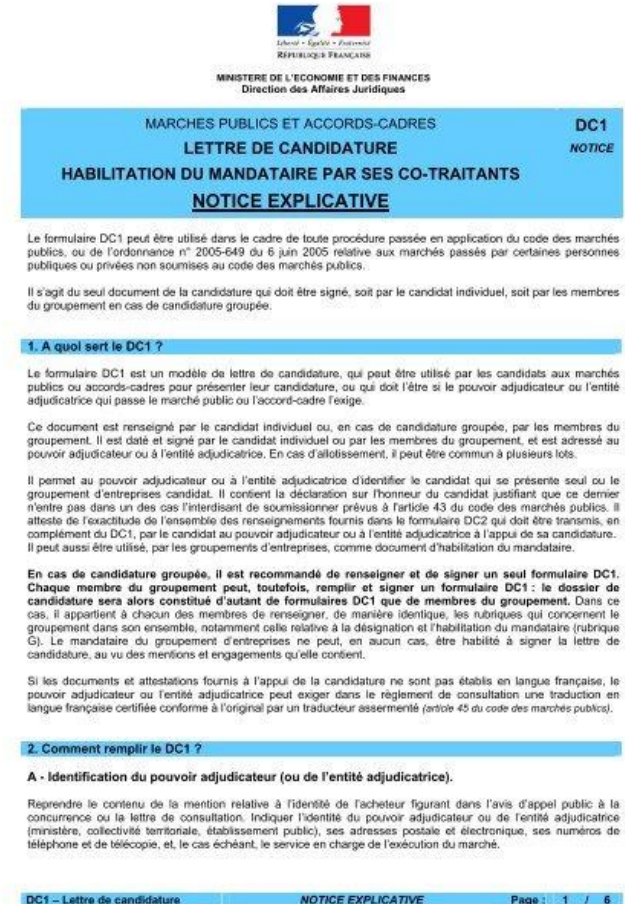 Liberté • Égalité • Fraternité
RÉPUBLIQUE FRANÇAISE
MINISTERE DE L'ECONOMIE ET DES FINANCES
Direction des Affaires Juridiques
MARCHES PUBLICS ET ACCORDS-CADRES
DC1
LETTRE DE CANDIDATURE
NOTICE
HABILITATION DU MANDATAIRE PAR SES CO-TRAITANTS
NOTICE EXPLICATIVE
Le formulaire DC1 peut être utilisé dans le cadre de toute procédure passée en application du code des marchés
publics, ou de l'ordonnance n° 2005-649 du 6 juin 2005 relative aux marchés passés par certaines personnes
publiques ou privées non soumises au code des marchés publics.
Il s'agit du seul document de la candidature qui doit être signé, soit par le candidat individuel, soit par les membres
du groupement en cas de candidature groupée.
1. A quoi sert le DC1 ?
Le formulaire DC1 est un modèle de lettre de candidature, qui peut être utilisé par les candidats aux marchés
publics ou accords-cadres pour présenter leur candidature, ou qui doit l'être si le pouvoir adjudicateur ou l'entité
adjudicatrice qui passe le marché public ou l'accord-cadre l'exige.
Ce document est renseigné par le candidat individuel ou, en cas de candidature groupée, par les membres du
groupement. Il est daté et signé par le candidat individuel ou par les membres du groupement, et est adressé au
pouvoir adjudicateur ou à l'entité adjudicatrice. En cas d'allotissement, il peut être commun à plusieurs lots.
Il permet au pouvoir adjudicateur ou à l'entité adjudicatrice d'identifier le candidat qui se présente seul ou le
groupement d'entreprises candidat. Il contient la déclaration sur l'honneur du candidat justifiant que ce dernier
n'entre pas dans un des cas l'interdisant de soumissionner prévus à l'article 43 du code des marchés publics. Il
atteste de l'exactitude de l'ensemble des renseignements fournis dans le formulaire DC2 qui doit être transmis, en
complément du DC1, par le candidat au pouvoir adjudicateur ou à l'entité adjudicatrice à l'appui de sa candidature.
Il peut aussi être utilisé, par les groupements d'entreprises, comme document d'habilitation du mandataire.
En cas de candidature groupée, il est recommandé de renseigner et de signer un seul formulaire DC1.
Chaque membre du groupement peut, toutefois, remplir et signer un formulaire DC1 : le dossier de
candidature sera alors constitué d'autant de formulaires DC1 que de membres du groupement. Dans ce
cas, il appartient à chacun des membres de renseigner, de manière identique, les rubriques qui concernent le
groupement dans son ensemble, notamment celle relative à la désignation et l'habilitation du mandataire (rubrique
G). Le mandataire du groupement d'entreprises ne peut, en aucun cas, être habilité à signer la lettre de
candidature, au vu des mentions et engagements qu'elle contient.
Si les documents et attestations fournis à l'appui de la candidature ne sont pas établis en langue française, le
pouvoir adjudicateur ou l'entité adjudicatrice peut exiger dans le règlement de consultation une traduction en
langue française certifiée conforme à l'original par un traducteur assermenté (article 45 du code des marchés publics).
2. Comment remplir le DC1 ?
A - Identification du pouvoir adjudicateur (ou de l'entité adjudicatrice).
Reprendre le contenu de la mention relative à l'identité de l'acheteur figurant dans l'avis d'appel public à la
concurrence ou la lettre de consultation. Indiquer l'identité du pouvoir adjudicateur ou de l'entité adjudicatrice
(ministère, collectivité territoriale, établissement public), ses adresses postale et électronique, ses numéros de
téléphone et de télécopie, et, le cas échéant, le service en charge de l'exécution du marché.
DC1 – Lettre de candidature NOTICE EXPLICATIVE Page : 1 / 6